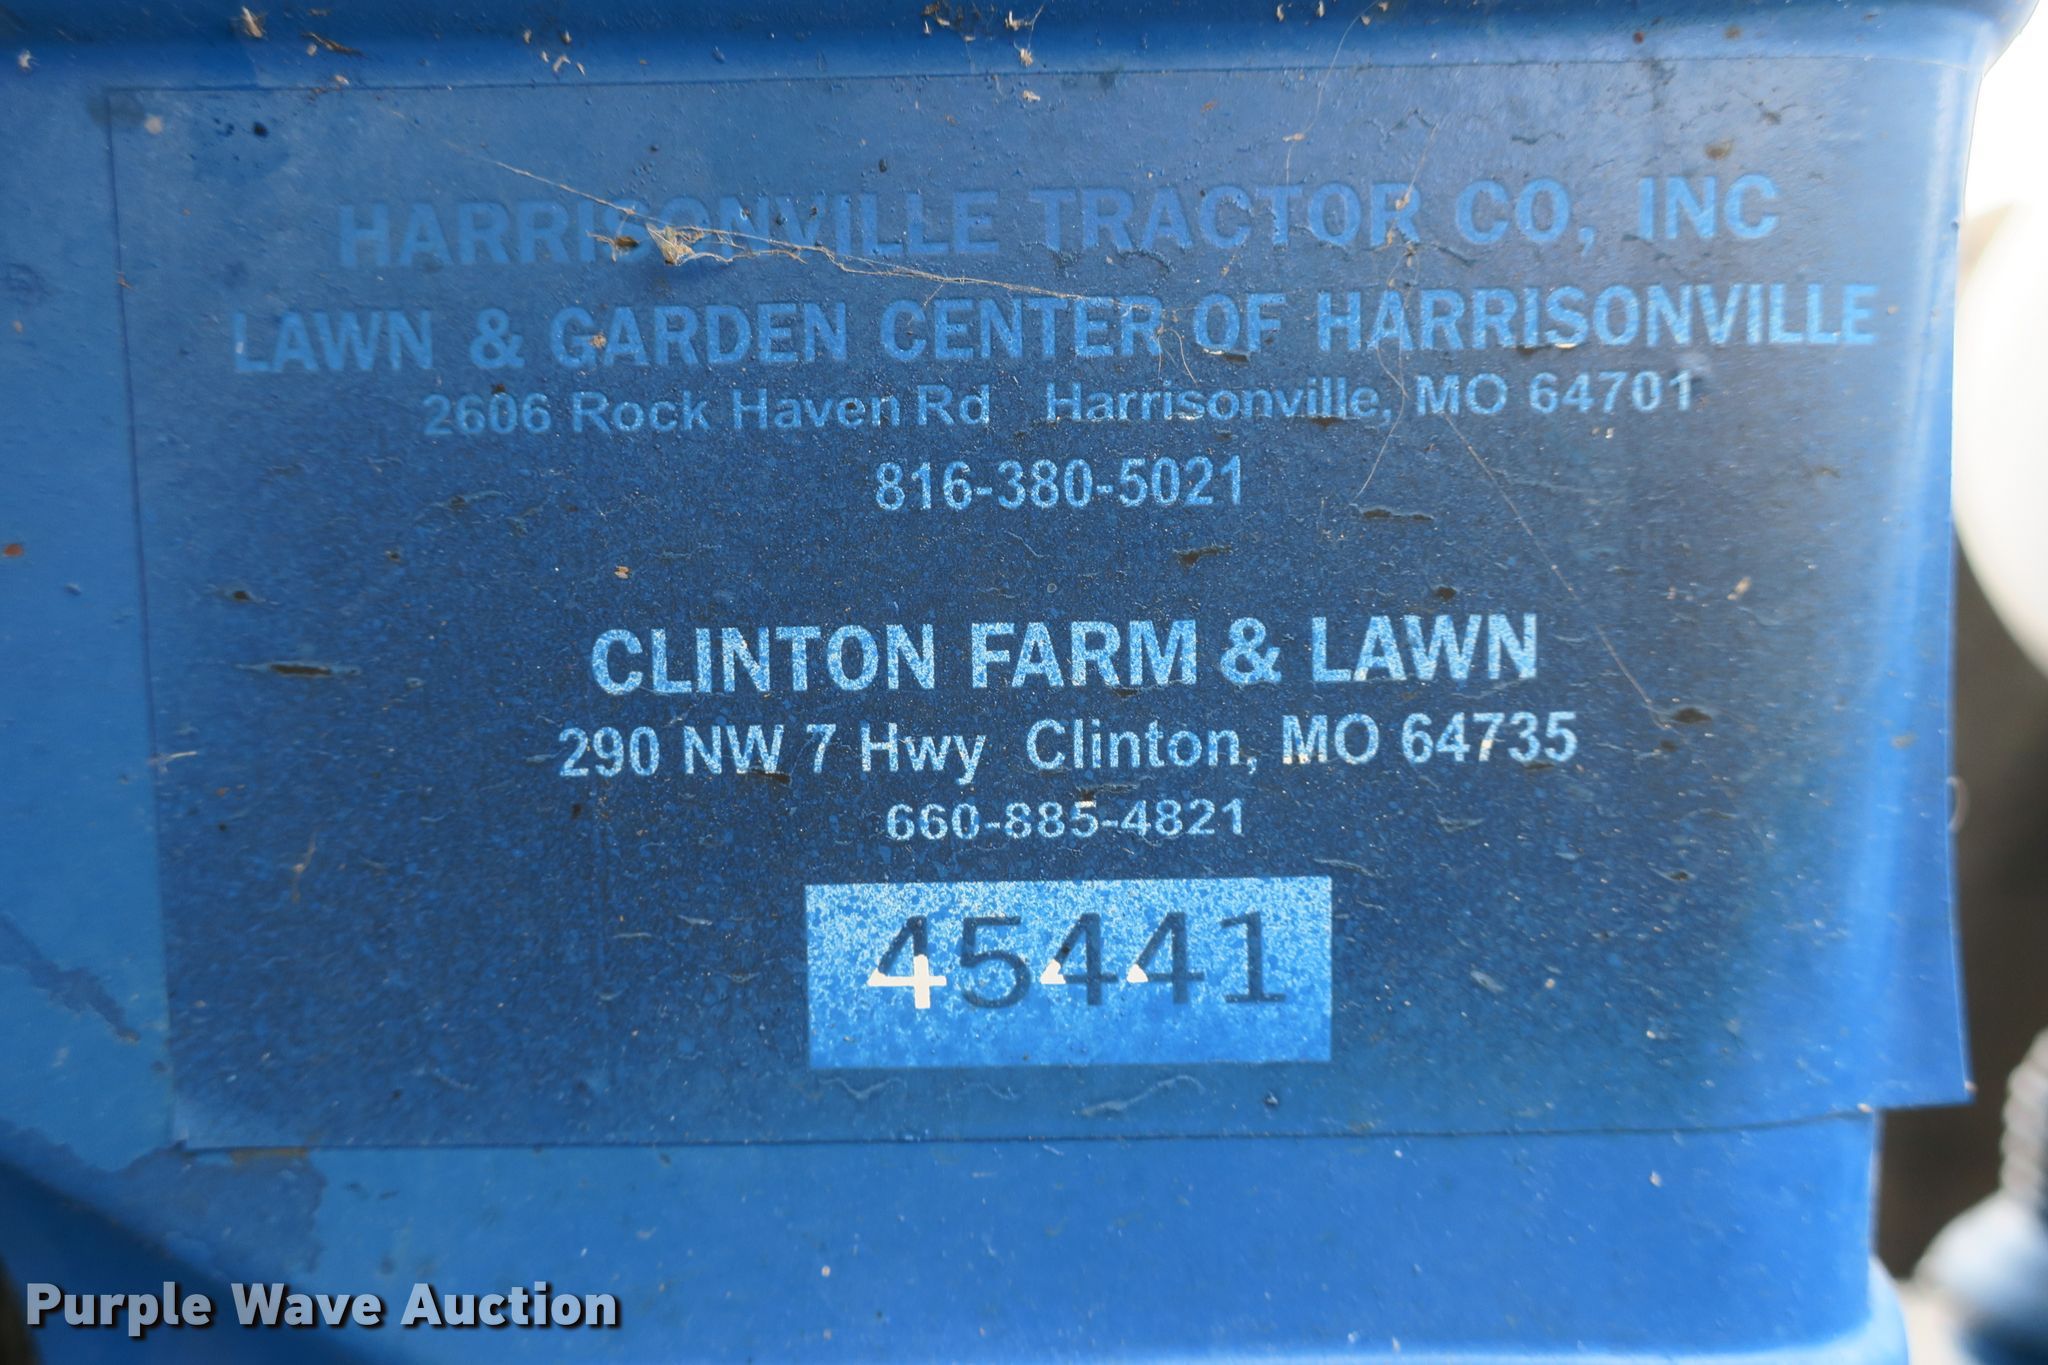 HARRISONVILLE TRACTOR CO, INC
LAWN & GARDEN CENTER OF HARRISONVILLE
2606 Rock Haven Rd Harrisonville, MO 64701
816-380-5021
CLINTON FARM & LAWN
290 NW 7 Hwy Clinton, MO 64735
660-885-4821
45441
Purple Wave Auction